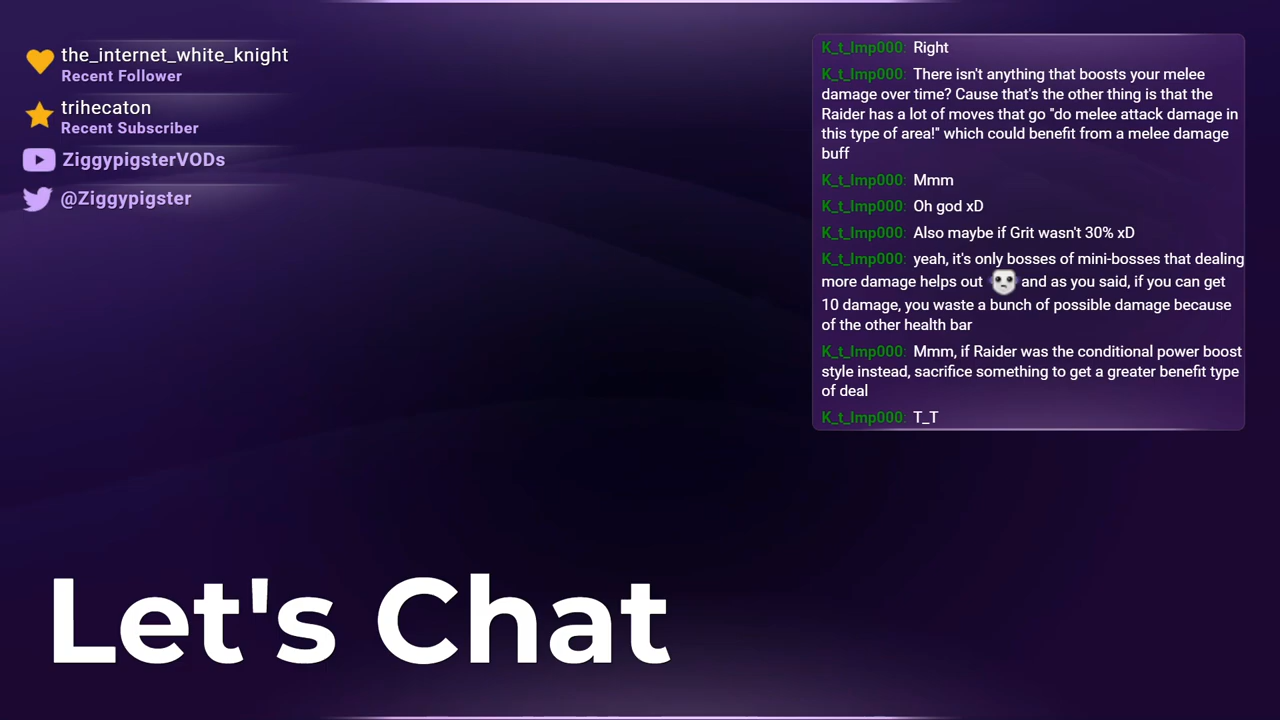 the_internet_white_knight
Recent Follower
trihecaton
Recent Subscriber
ZiggypigsterVODs
@Ziggypigster
K_t_Imp000: Right
K_t_Imp000: There isn't anything that boosts your melee
damage over time? Cause that's the other thing is that the
Raider has a lot of moves that go "do melee attack damage in
this type of area!" which could benefit from a melee damage
buff
K_t_Imp000: Mmm
K_t_Imp000: Oh god xD
K_t_Imp000: Also maybe if Grit wasn't 30% xD
K_t_Imp000: yeah, it's only bosses of mini-bosses that dealing
more damage helps out and as you said, if you can get
10 damage, you waste a bunch of possible damage because
of the other health bar
K_t_Imp000: Mmm, if Raider was the conditional power boost
style instead, sacrifice something to get a greater benefit type
of deal
K_t_Imp000: T_T
Let's Chat